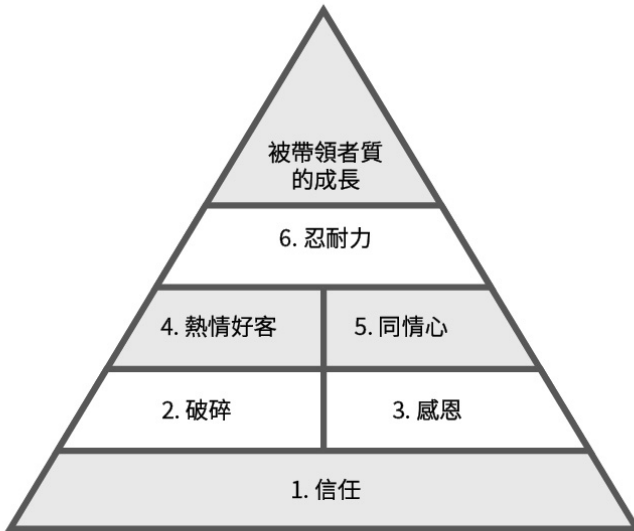 被帶領者質
的成長
6. 忍耐力
4. 熱情好客
5. 同情心
2. 破碎
3. 感恩
1. 信任